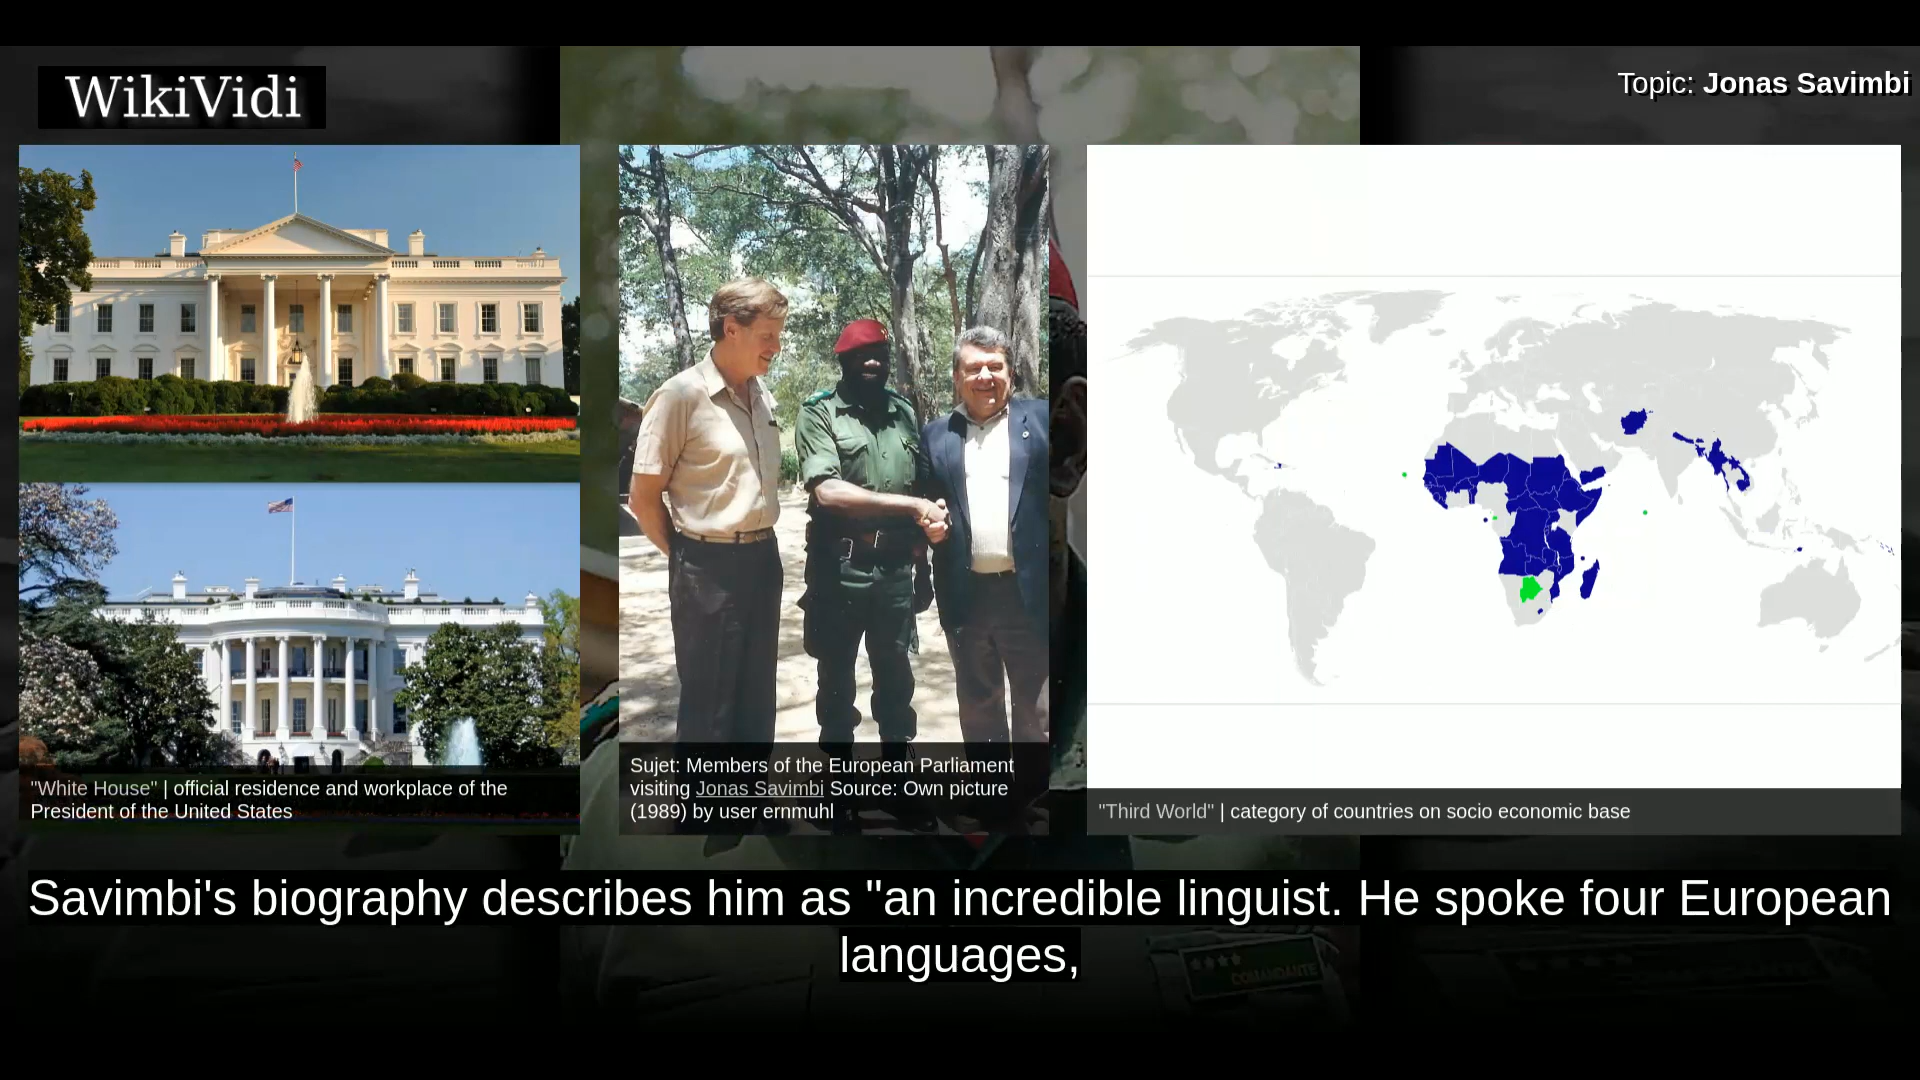 WikiVidi
Topic: Jonas Savimbi
"White House" | official residence and workplace of the
President of the United States
Sujet: Members of the European Parliament
visiting Jonas Savimbi Source: Own picture
(1989) by user ernmuhl
"Third World" | category of countries on socio economic base
Savimbi's biography describes him as "an incredible linguist. He spoke four European
languages,
COMANDANTE